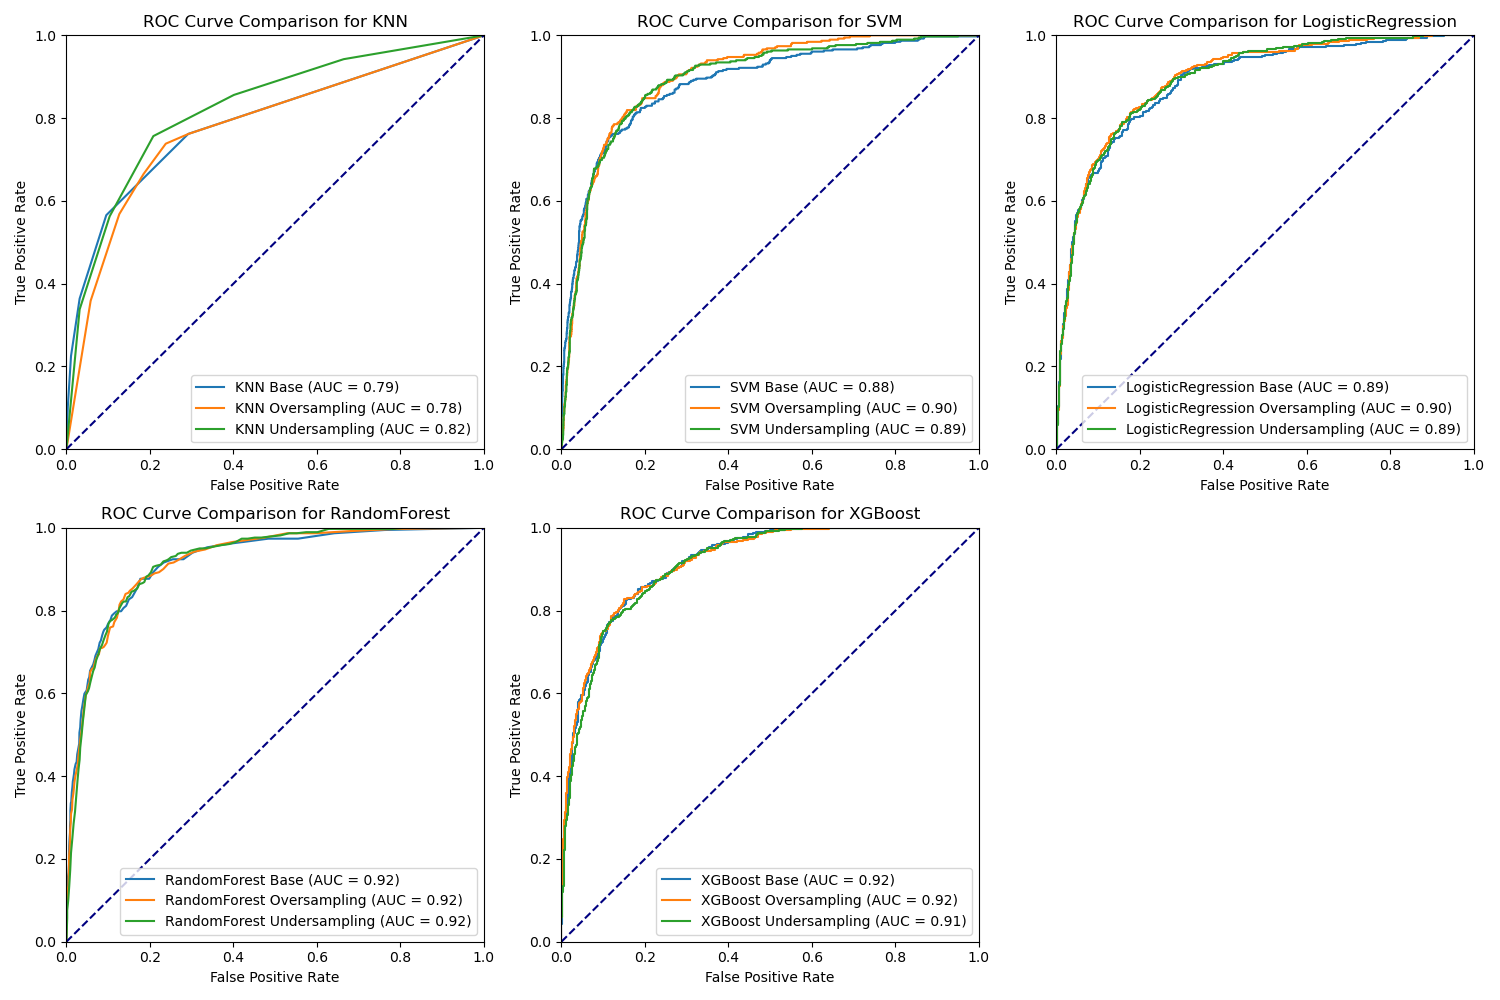 ROC Curve Comparison for KNN
True Positive Rate
1.0
0.8
0.6
0.4
0.2
0.0
KNN Base (AUC = 0.79)
KNN Oversampling (AUC = 0.78)
KNN Undersampling (AUC = 0.82)
0.0 0.2 0.4 0.6 0.8 1.0
False Positive Rate
ROC Curve Comparison for SVM
True Positive Rate
1.0
0.8
0.6
0.4
0.2
0.0
SVM Base (AUC = 0.88)
SVM Oversampling (AUC = 0.90)
SVM Undersampling (AUC = 0.89)
0.0 0.2 0.4 0.6 0.8 1.0
False Positive Rate
ROC Curve Comparison for LogisticRegression
True Positive Rate
1.0
0.8
0.6
0.4
0.2
0.0
LogisticRegression Base (AUC = 0.89)
LogisticRegression Oversampling (AUC = 0.90)
LogisticRegression Undersampling (AUC = 0.89)
0.0 0.2 0.4 0.6 0.8 1.0
False Positive Rate
ROC Curve Comparison for RandomForest
True Positive Rate
1.0
0.8
0.6
0.4
0.2
0.0
RandomForest Base (AUC = 0.92)
RandomForest Oversampling (AUC = 0.92)
RandomForest Undersampling (AUC = 0.92)
0.0 0.2 0.4 0.6 0.8 1.0
False Positive Rate
ROC Curve Comparison for XGBoost
True Positive Rate
1.0
0.8
0.6
0.4
0.2
0.0
XGBoost Base (AUC = 0.92)
XGBoost Oversampling (AUC = 0.92)
XGBoost Undersampling (AUC = 0.91)
0.0 0.2 0.4 0.6 0.8 1.0
False Positive Rate